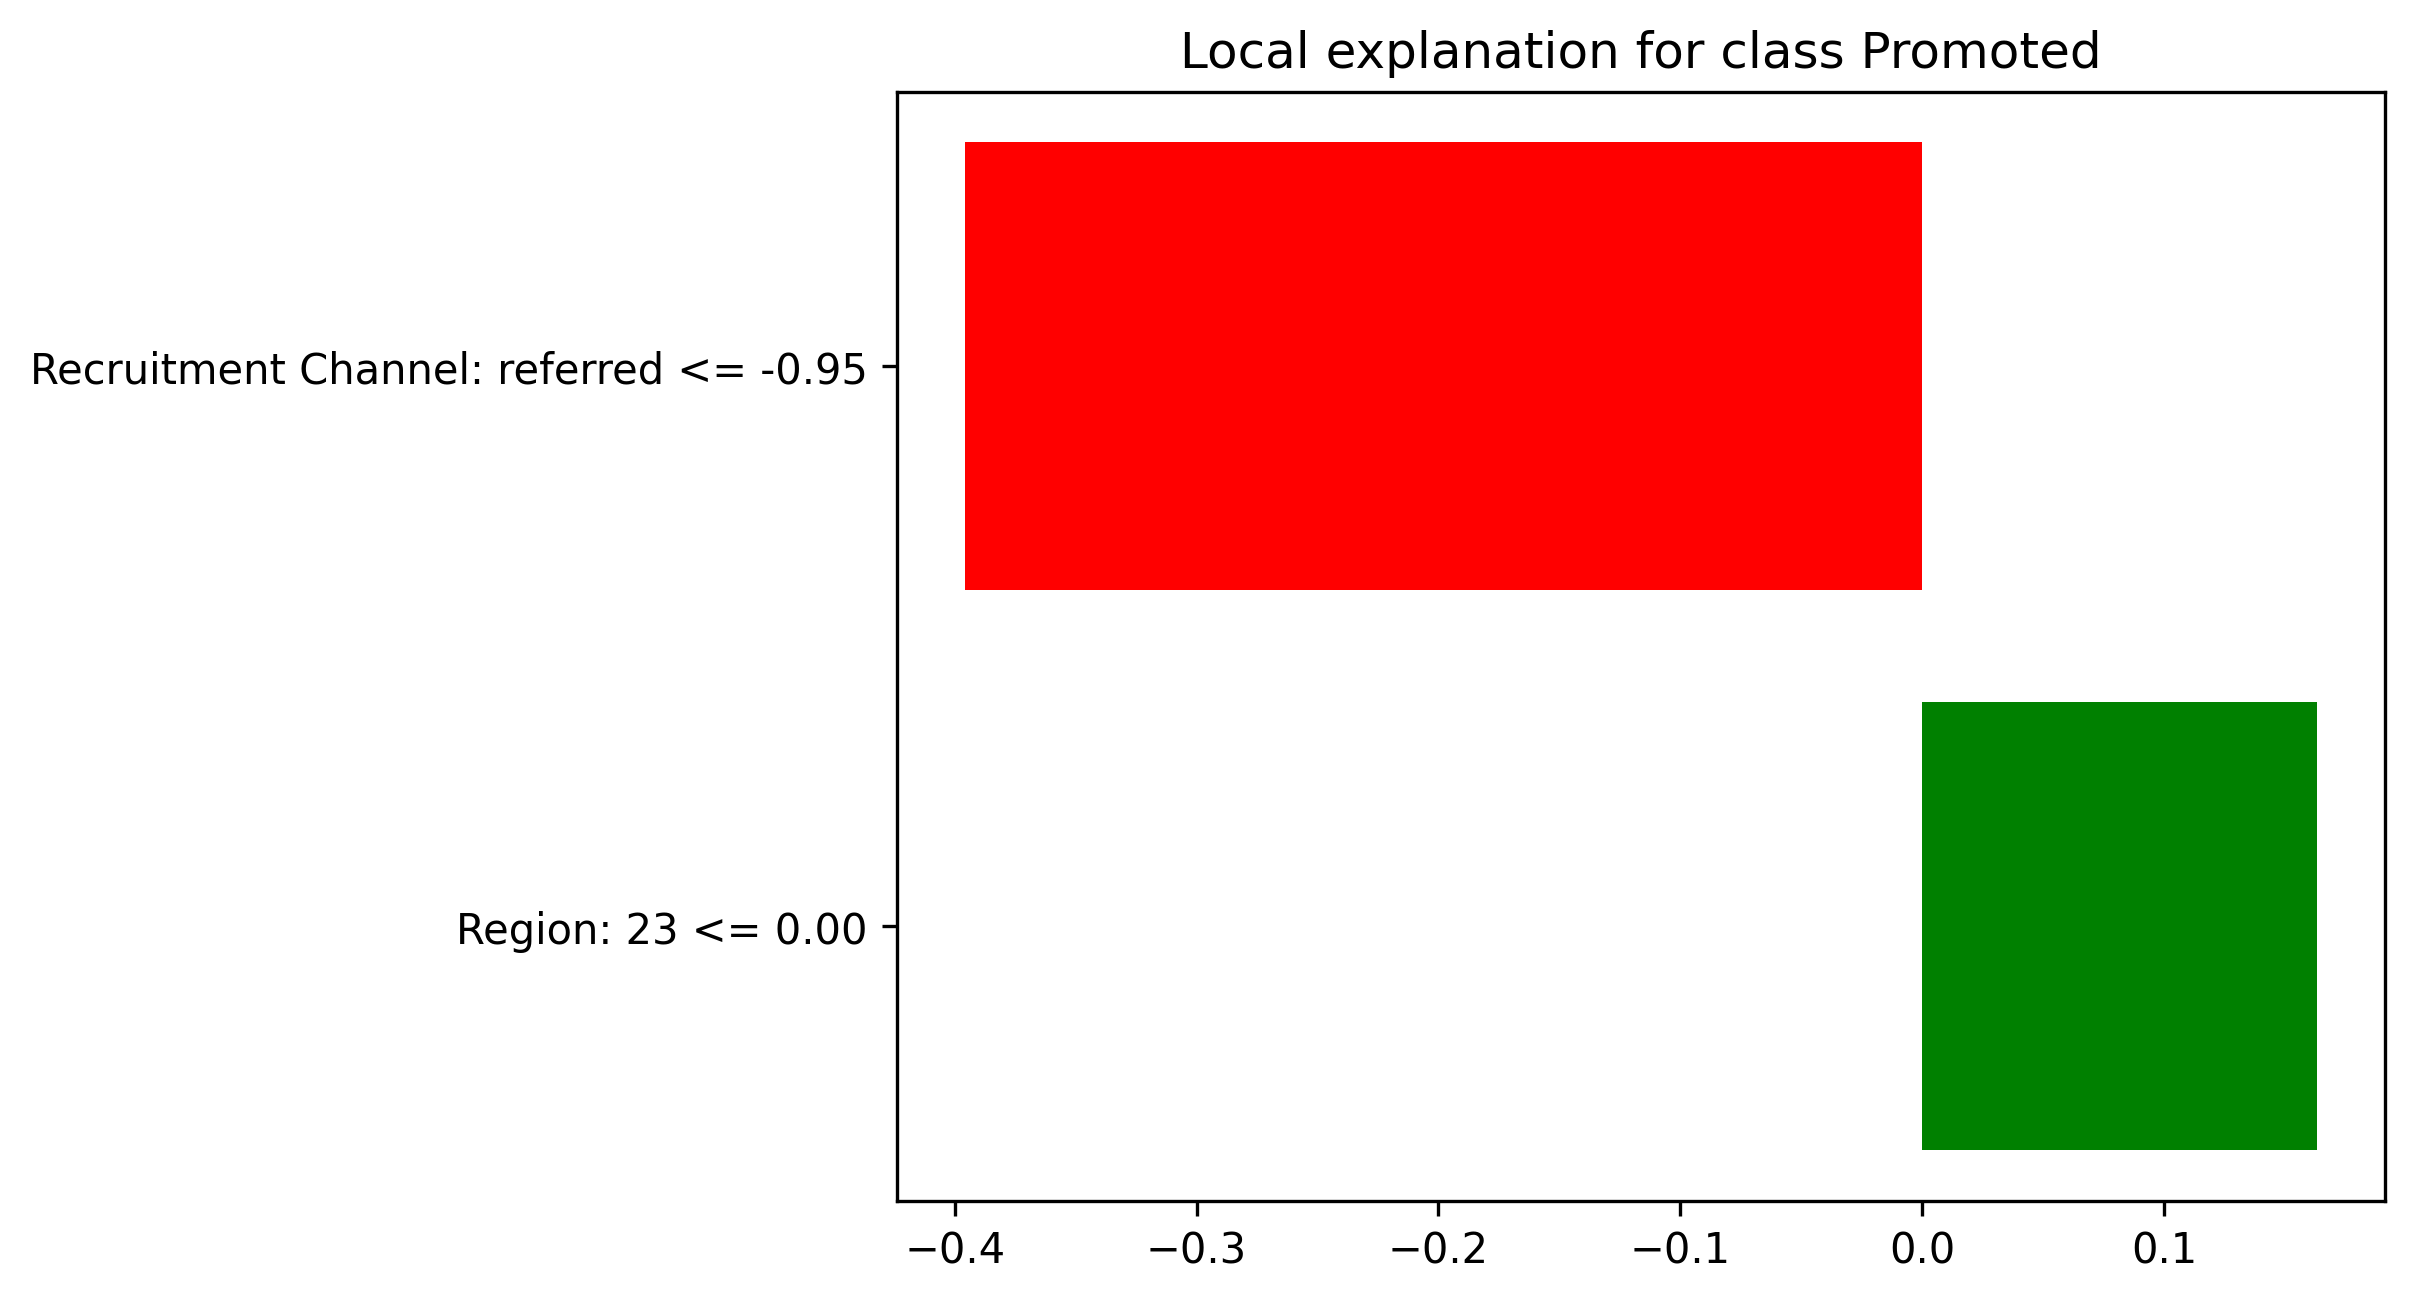 Local explanation for class Promoted
Recruitment Channel: referred <= -0.95
Region: 23 <= 0.00
−0.4 −0.3 −0.2 −0.1 0.0 0.1